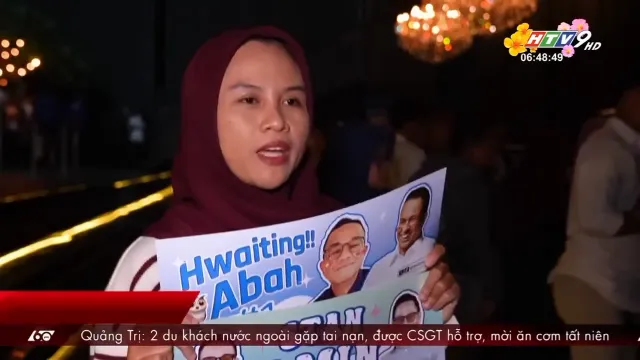 HTV9 HD
06:48:49
Hwaiting!!
Abah
60
Quảng Trị: 2 du khách nước ngoài gặp tai nạn, được CSGT hỗ trợ, mời ăn cơm tất niên